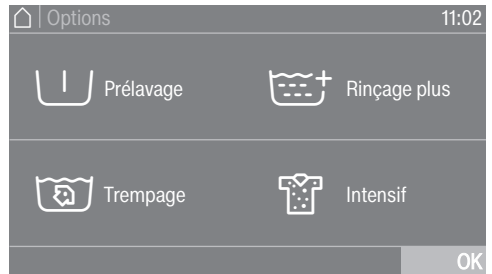 Options 11:02
Prélavage Rinçage plus
Trempage Intensif
OK